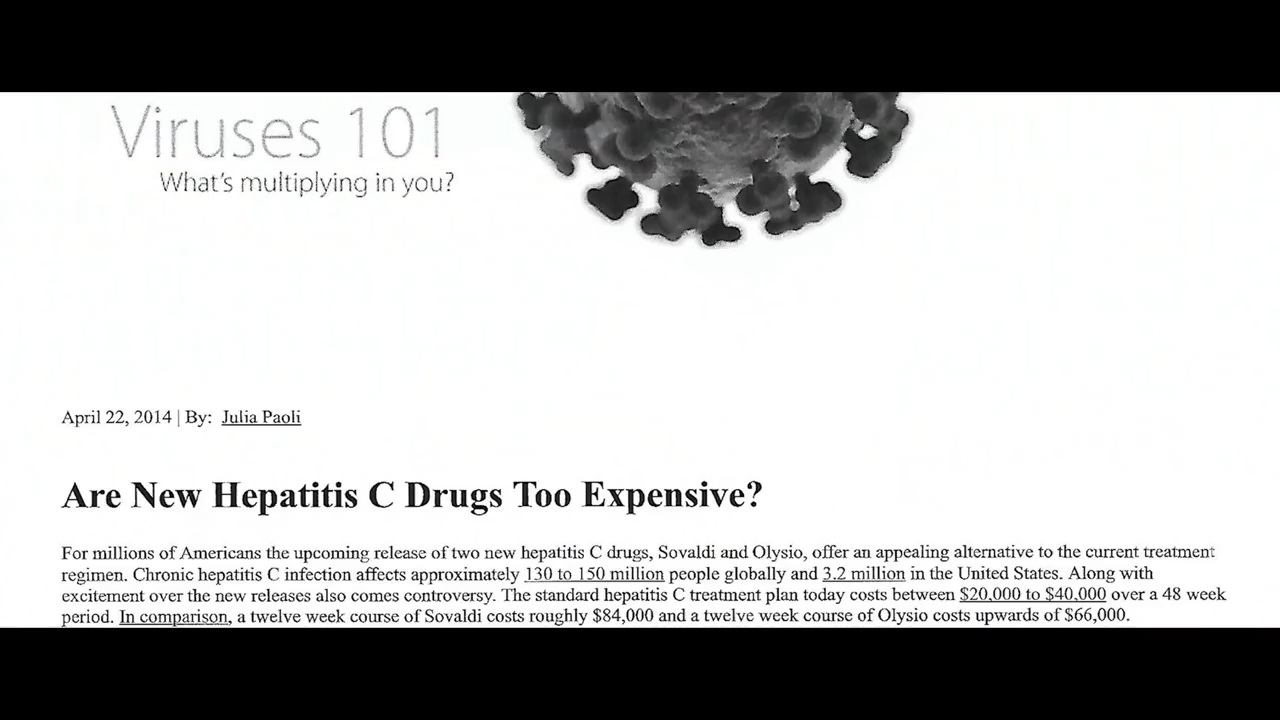 Viruses 101
What's multiplying in you?
April 22, 2014 | By: Julia Paoli
Are New Hepatitis C Drugs Too Expensive?
For millions of Americans the upcoming release of two new hepatitis C drugs, Sovaldi and Olysio, offer an appealing alternative to the current treatment
regimen. Chronic hepatitis C infection affects approximately 130 to 150 million people globally and 3.2 million in the United States. Along with
excitement over the new releases also comes controversy. The standard hepatitis C treatment plan today costs between $20,000 to $40,000 over a 48 week
period. In comparison, a twelve week course of Sovaldi costs roughly $84,000 and a twelve week course of Olysio costs upwards of $66,000.